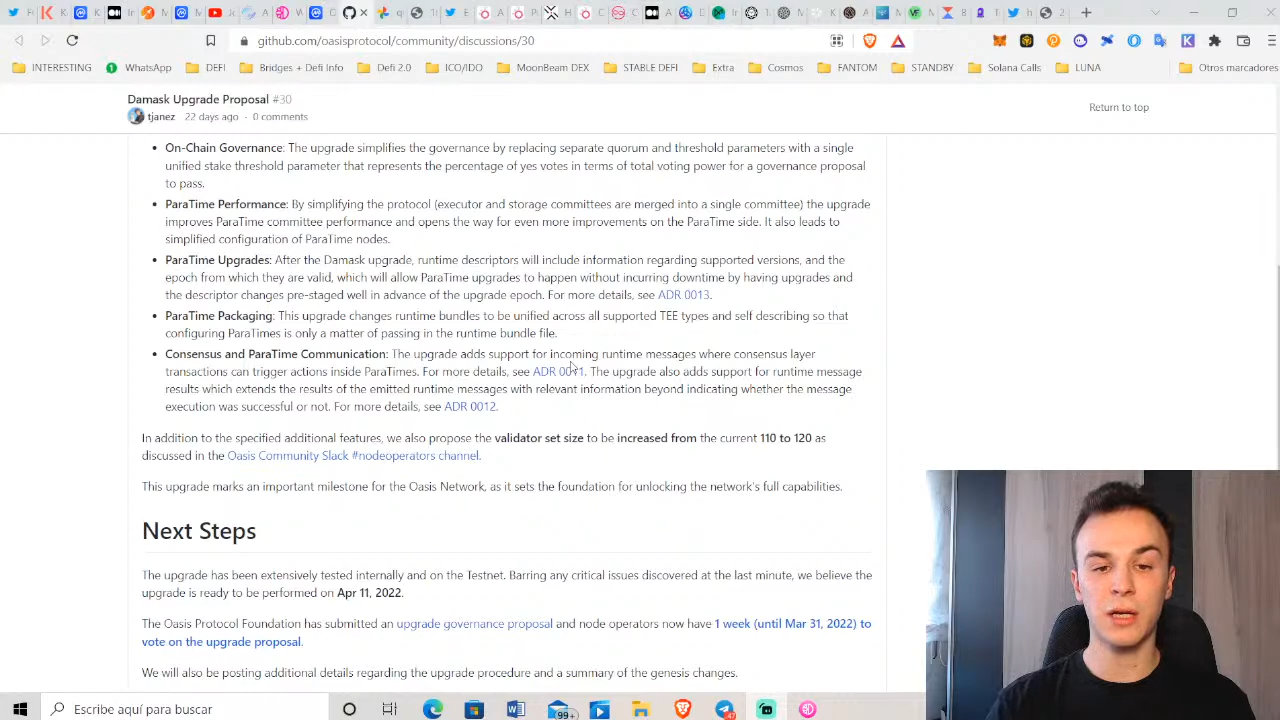 github.com/oasisprotocol/community/discussions/30
INTERESTING
WhatsApp
DEFI
Bridges + Defi Info
Defi 2.0
ICO/IDO
MoonBeam DEX
STABLE DEFI
Extra
Cosmos
FANTOM
STANDBY
Solana Calls
LUNA
Otros marcadores
Damask Upgrade Proposal #30
tjanez 22 days ago · 0 comments
Return to top
• On-Chain Governance: The upgrade simplifies the governance by replacing separate quorum and threshold parameters with a single
unified stake threshold parameter that represents the percentage of yes votes in terms of total voting power for a governance proposal
to pass.
• ParaTime Performance: By simplifying the protocol (executor and storage committees are merged into a single committee) the upgrade
improves ParaTime committee performance and opens the way for even more improvements on the ParaTime side. It also leads to
simplified configuration of ParaTime nodes.
• ParaTime Upgrades: After the Damask upgrade, runtime descriptors will include information regarding supported versions, and the
epoch from which they are valid, which will allow ParaTime upgrades to happen without incurring downtime by having upgrades and
the descriptor changes pre-staged well in advance of the upgrade epoch. For more details, see ADR 0013.
• ParaTime Packaging: This upgrade changes runtime bundles to be unified across all supported TEE types and self describing so that
configuring ParaTimes is only a matter of passing in the runtime bundle file.
• Consensus and ParaTime Communication: The upgrade adds support for incoming runtime messages where consensus layer
transactions can trigger actions inside ParaTimes. For more details, see ADR 0011. The upgrade also adds support for runtime message
results which extends the results of the emitted runtime messages with relevant information beyond indicating whether the message
execution was successful or not. For more details, see ADR 0012.
In addition to the specified additional features, we also propose the validator set size to be increased from the current 110 to 120 as
discussed in the Oasis Community Slack #nodeoperators channel.
This upgrade marks an important milestone for the Oasis Network, as it sets the foundation for unlocking the network's full capabilities.
Next Steps
The upgrade has been extensively tested internally and on the Testnet. Barring any critical issues discovered at the last minute, we believe the
upgrade is ready to be performed on Apr 11, 2022.
The Oasis Protocol Foundation has submitted an upgrade governance proposal and node operators now have 1 week (until Mar 31, 2022) to
vote on the upgrade proposal.
We will also be posting additional details regarding the upgrade procedure and a summary of the genesis changes.
Escribe aquí para buscar
99+
47